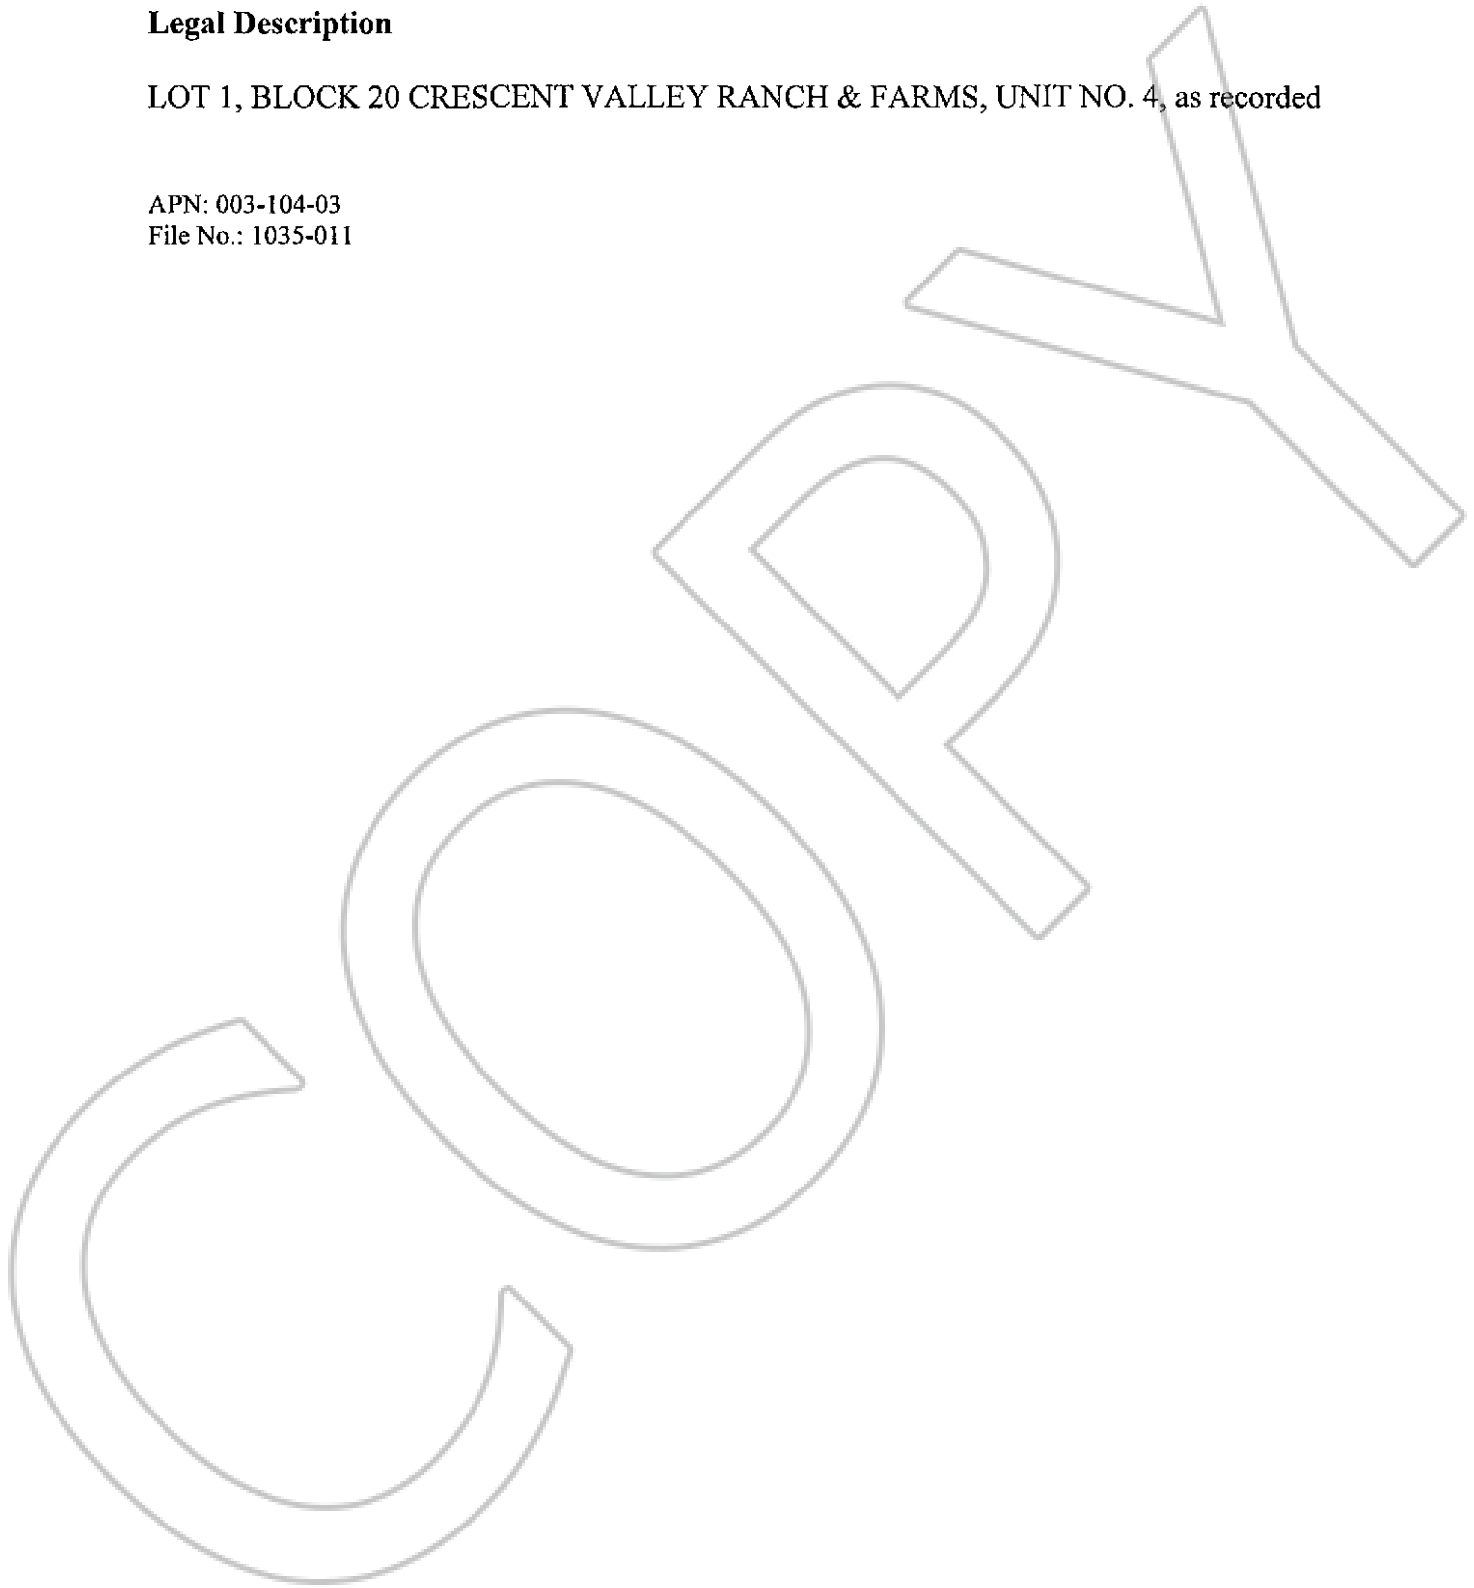 Legal Description
LOT 1, BLOCK 20 CRESCENT VALLEY RANCH & FARMS, UNIT NO. 4, as recorded
APN: 003-104-03
File No.: 1035-011
COPY